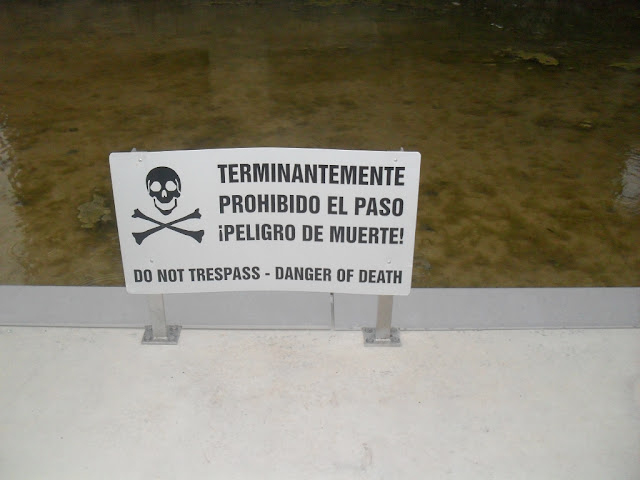 TERMINANTEMENTE
PROHIBIDO EL PASO
¡PELIGRO DE MUERTE!
DO NOT TRESPASS - DANGER OF DEATH